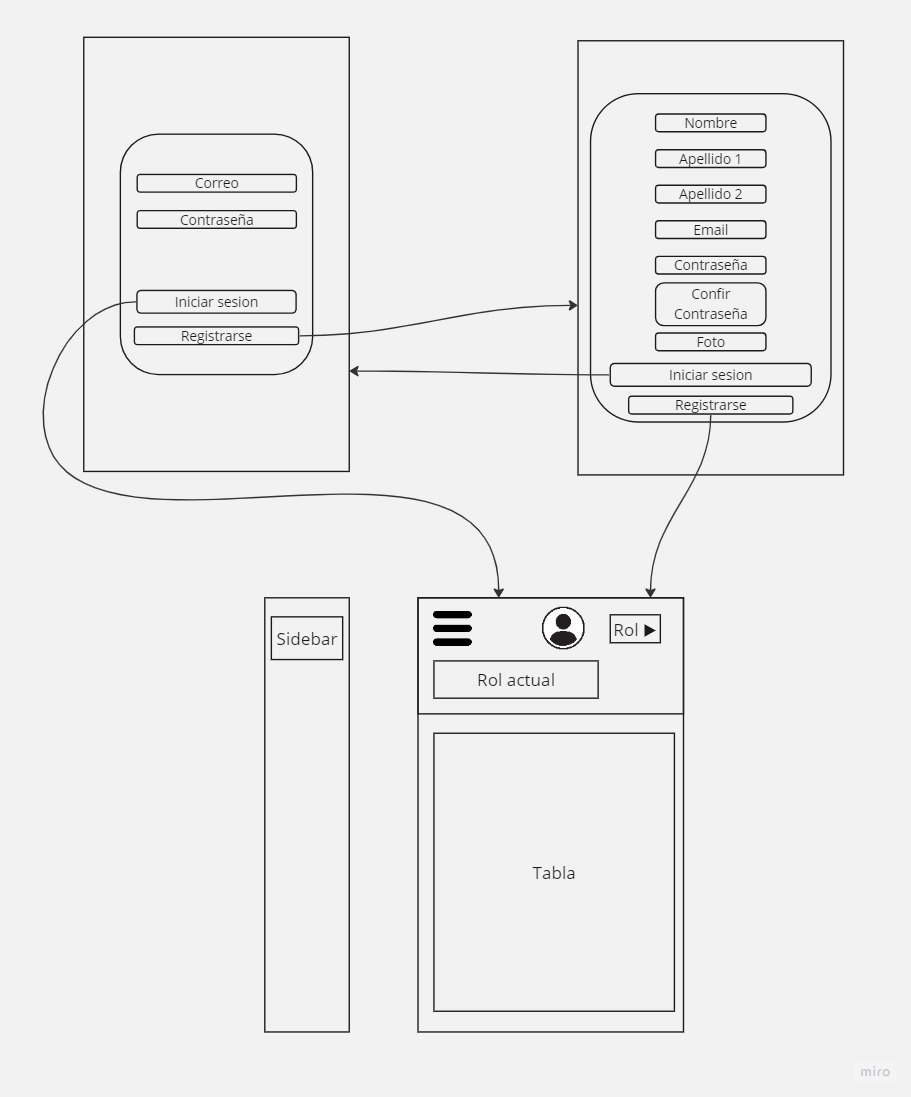 Correo
Contraseña
Iniciar sesion
Registrarse
Nombre
Apellido 1
Apellido 2
Email
Contraseña
Confir
Contraseña
Foto
Iniciar sesion
Registrarse
Sidebar
Rol
Rol actual
Tabla
miro